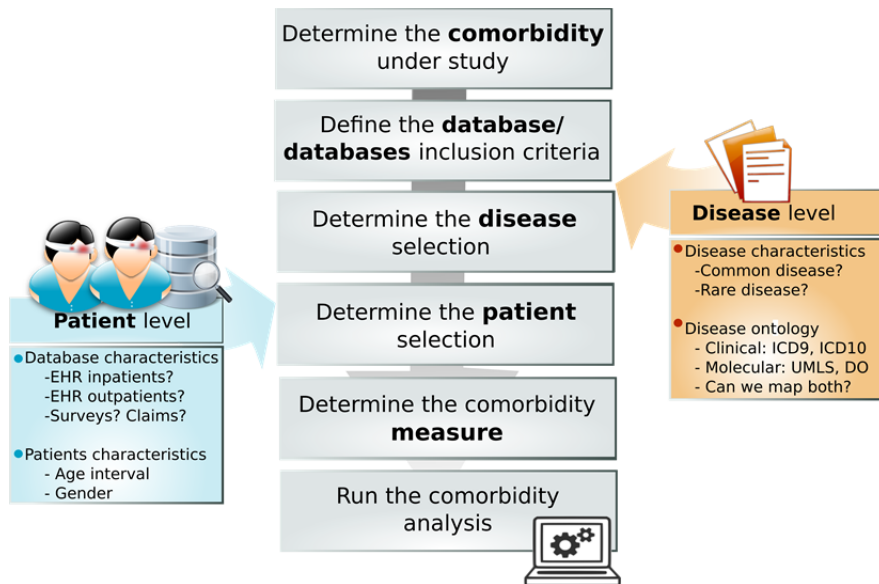 Determine the comorbidity
under study
Define the database/
databases inclusion criteria
Determine the disease
selection
Determine the patient
selection
Determine the comorbidity
measure
Run the comorbidity
analysis
Patient level
•Database characteristics
-EHR inpatients?
-EHR outpatients?
-Surveys? Claims?
•Patients characteristics
- Age interval
- Gender
Disease level
•Disease characteristics
-Common disease?
-Rare disease?
•Disease ontology
- Clinical: ICD9, ICD10
- Molecular: UMLS, DO
- Can we map both?